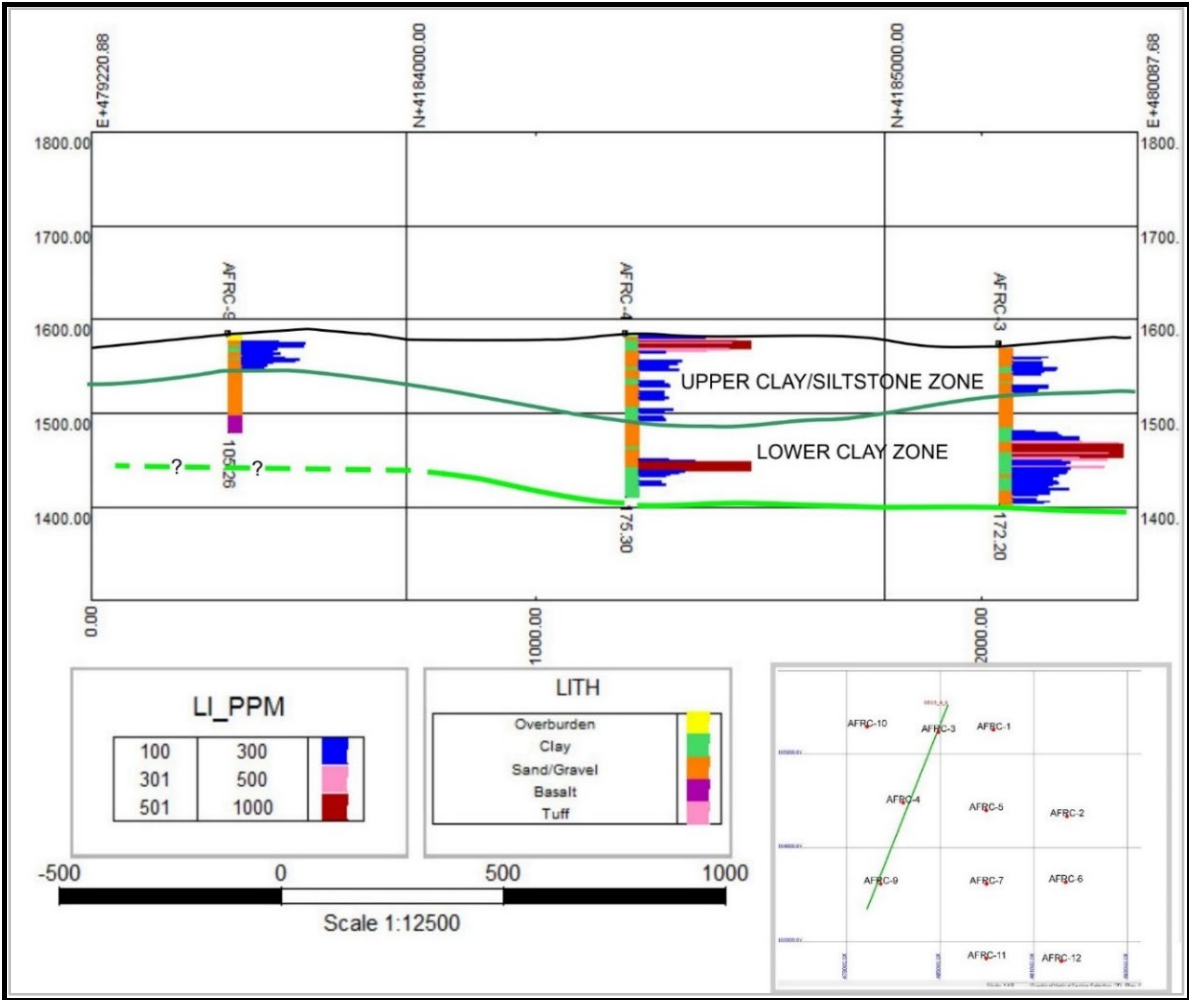 E+479220.88
N+4184000.00
N+4185000.00
E+480087.68
1800.00
1800.
1700.00
1700.
1600.00
1600.
1500.00
1500.
1400.00
1400.
AFRC-9
AFRC-4
AFRC-3
UPPER CLAY/SILTSTONE ZONE
LOWER CLAY ZONE
? ?
105.26
175.30
172.20
0.00
1000.00
2000.00
LI_PPM
100 300
301 500
501 1000
LITH
Overburden
Clay
Sand/Gravel
Basalt
Tuff
-500 0 500 1000
Scale 1:12500
AFRC-10
AFRC-3
AFRC-1
AFRC-4
AFRC-5
AFRC-2
AFRC-9
AFRC-7
AFRC-6
AFRC-11
AFRC-12